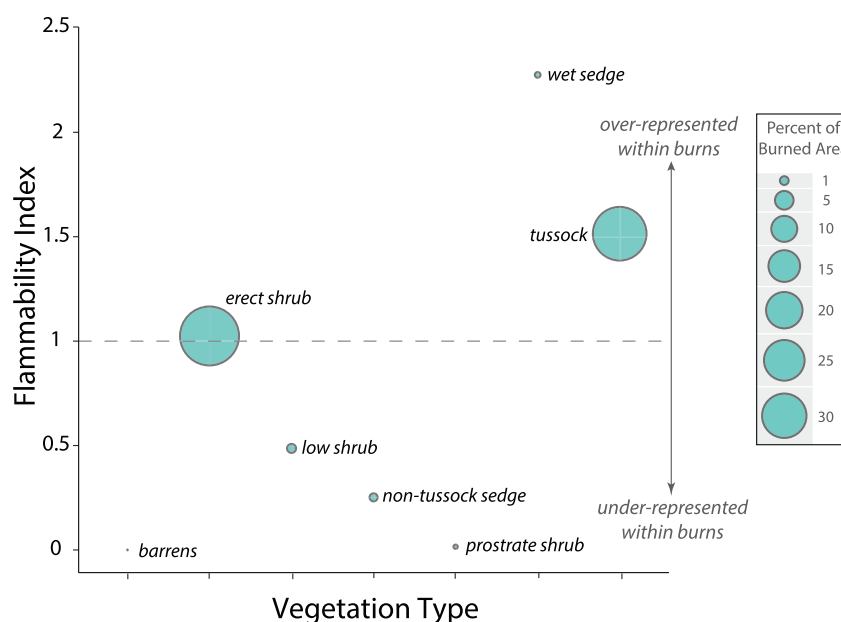 2.5
2
1.5
1
0.5
0
Flammability Index
Vegetation Type
wet sedge
over-represented
within burns
tussock
erect shrub
low shrub
non-tussock sedge
prostrate shrub
barrens
under-represented
within burns
Percent of
Burned Are
1
5
10
15
20
25
30